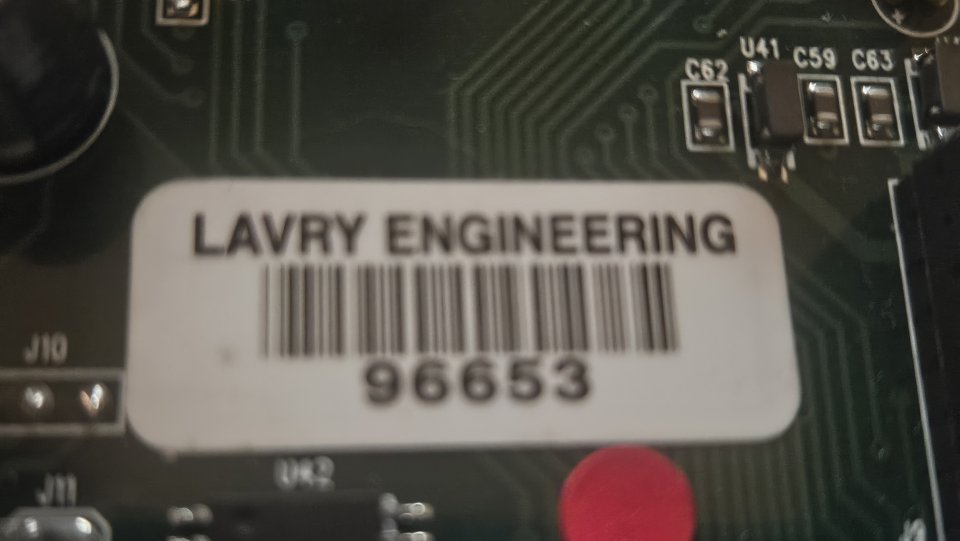 U41
C62
C59
C63
LAVRY ENGINEERING
96653
J10
J11
U42